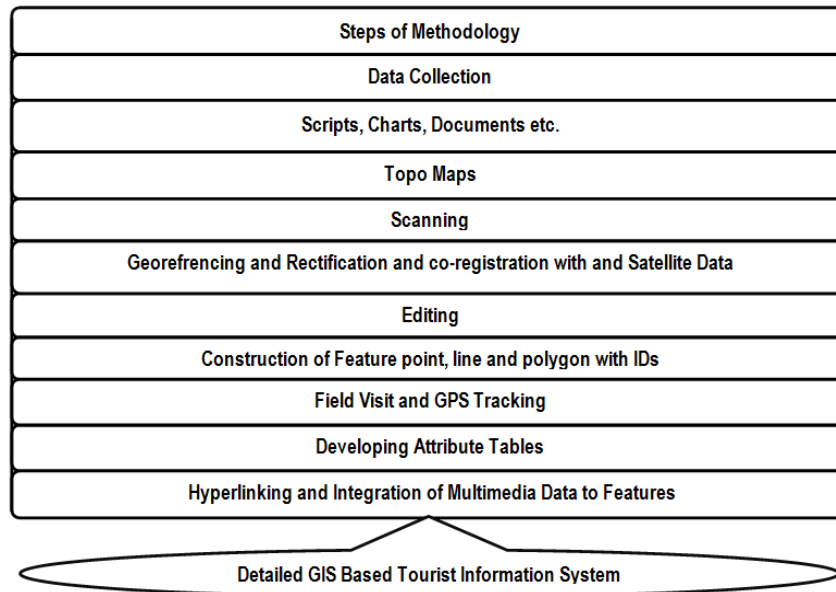 Steps of Methodology
Data Collection
Scripts, Charts, Documents etc.
Topo Maps
Scanning
Georefrencing and Rectification and co-registration with and Satellite Data
Editing
Construction of Feature point, line and polygon with IDs
Field Visit and GPS Tracking
Developing Attribute Tables
Hyperlinking and Integration of Multimedia Data to Features
Detailed GIS Based Tourist Information System